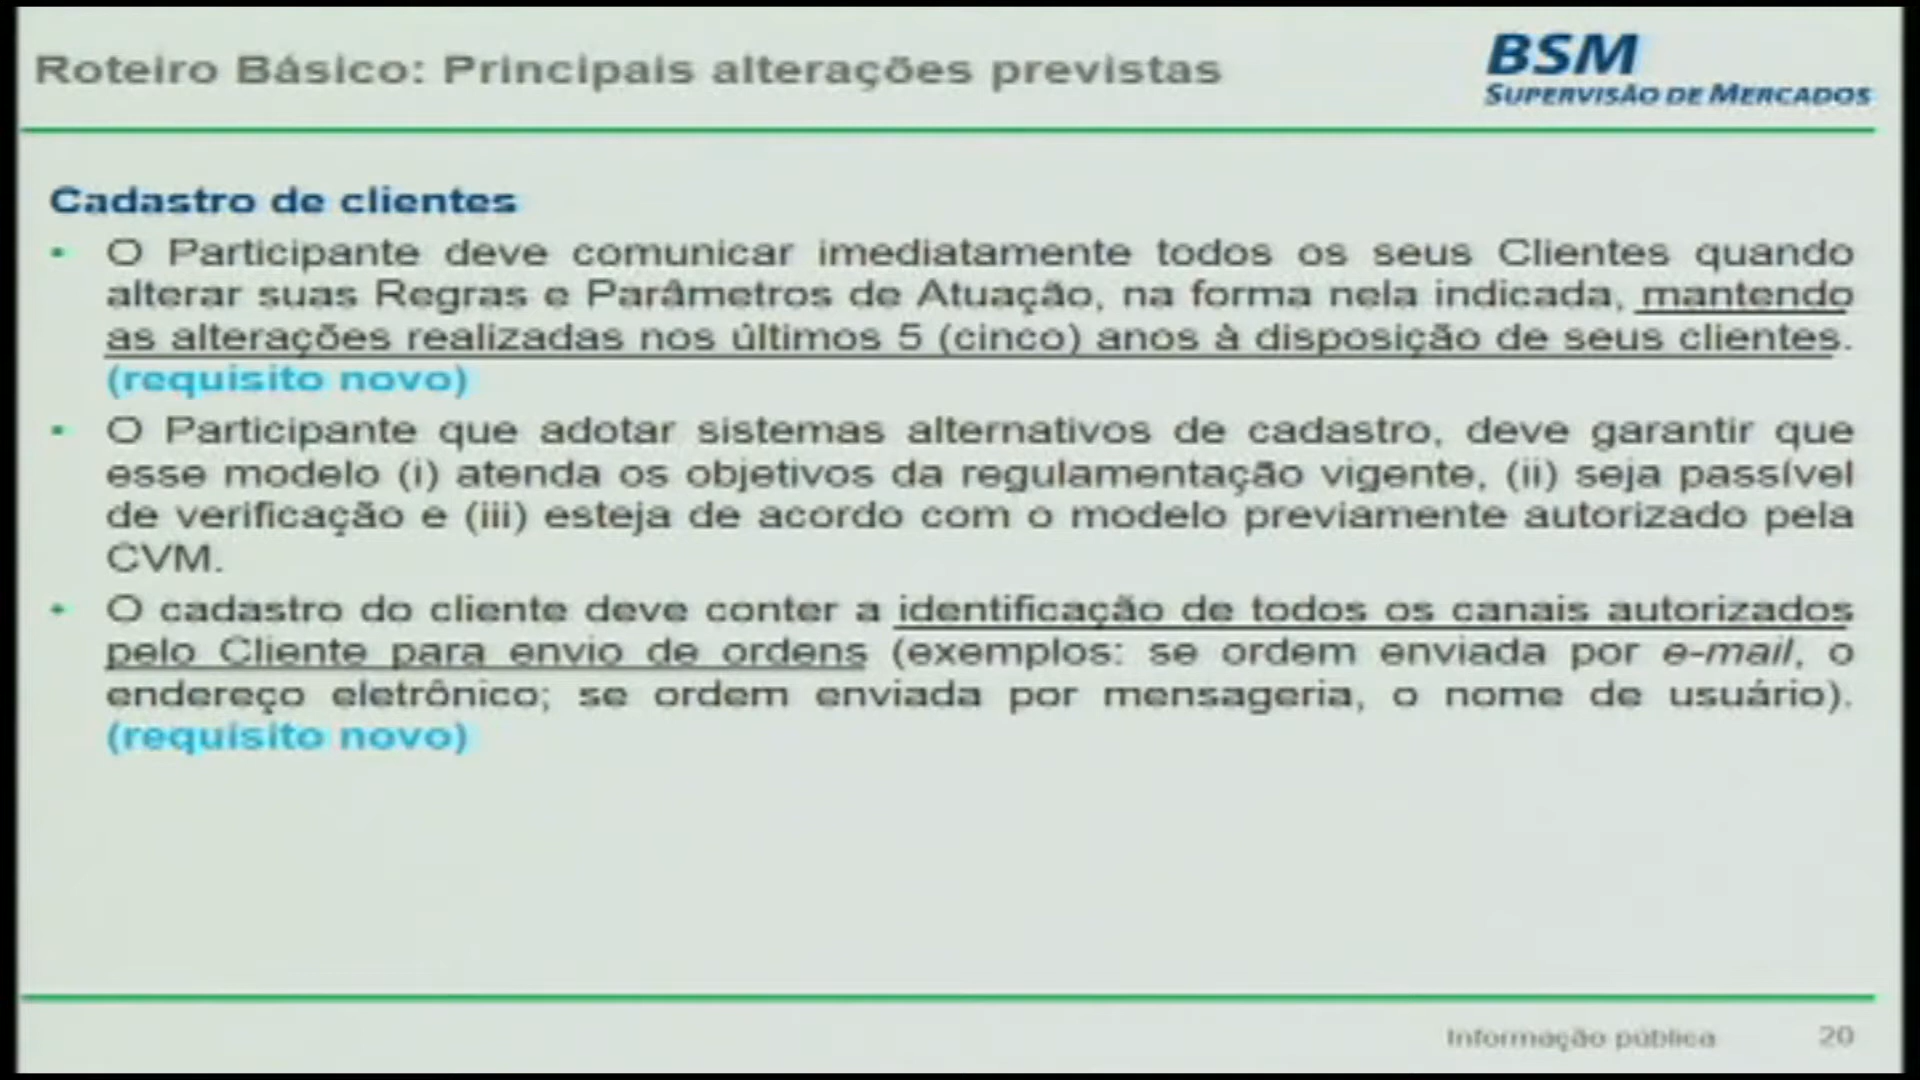 Roteiro Básico: Principais alterações previstas
BSM
SUPERVISÃO DE MERCADOS
Cadastro de clientes
• O Participante deve comunicar imediatamente todos os seus Clientes quando
alterar suas Regras e Parâmetros de Atuação, na forma nela indicada, mantendo
as alterações realizadas nos últimos 5 (cinco) anos à disposição de seus clientes.
(requisito novo)
• O Participante que adotar sistemas alternativos de cadastro, deve garantir que
esse modelo (i) atenda os objetivos da regulamentação vigente, (ii) seja passível
de verificação e (iii) esteja de acordo com o modelo previamente autorizado pela
CVM.
• O cadastro do cliente deve conter a identificação de todos os canais autorizados
pelo Cliente para envio de ordens (exemplos: se ordem enviada por e-mail, o
endereço eletrônico; se ordem enviada por mensageria, o nome de usuário).
(requisito novo)
Informação pública
20